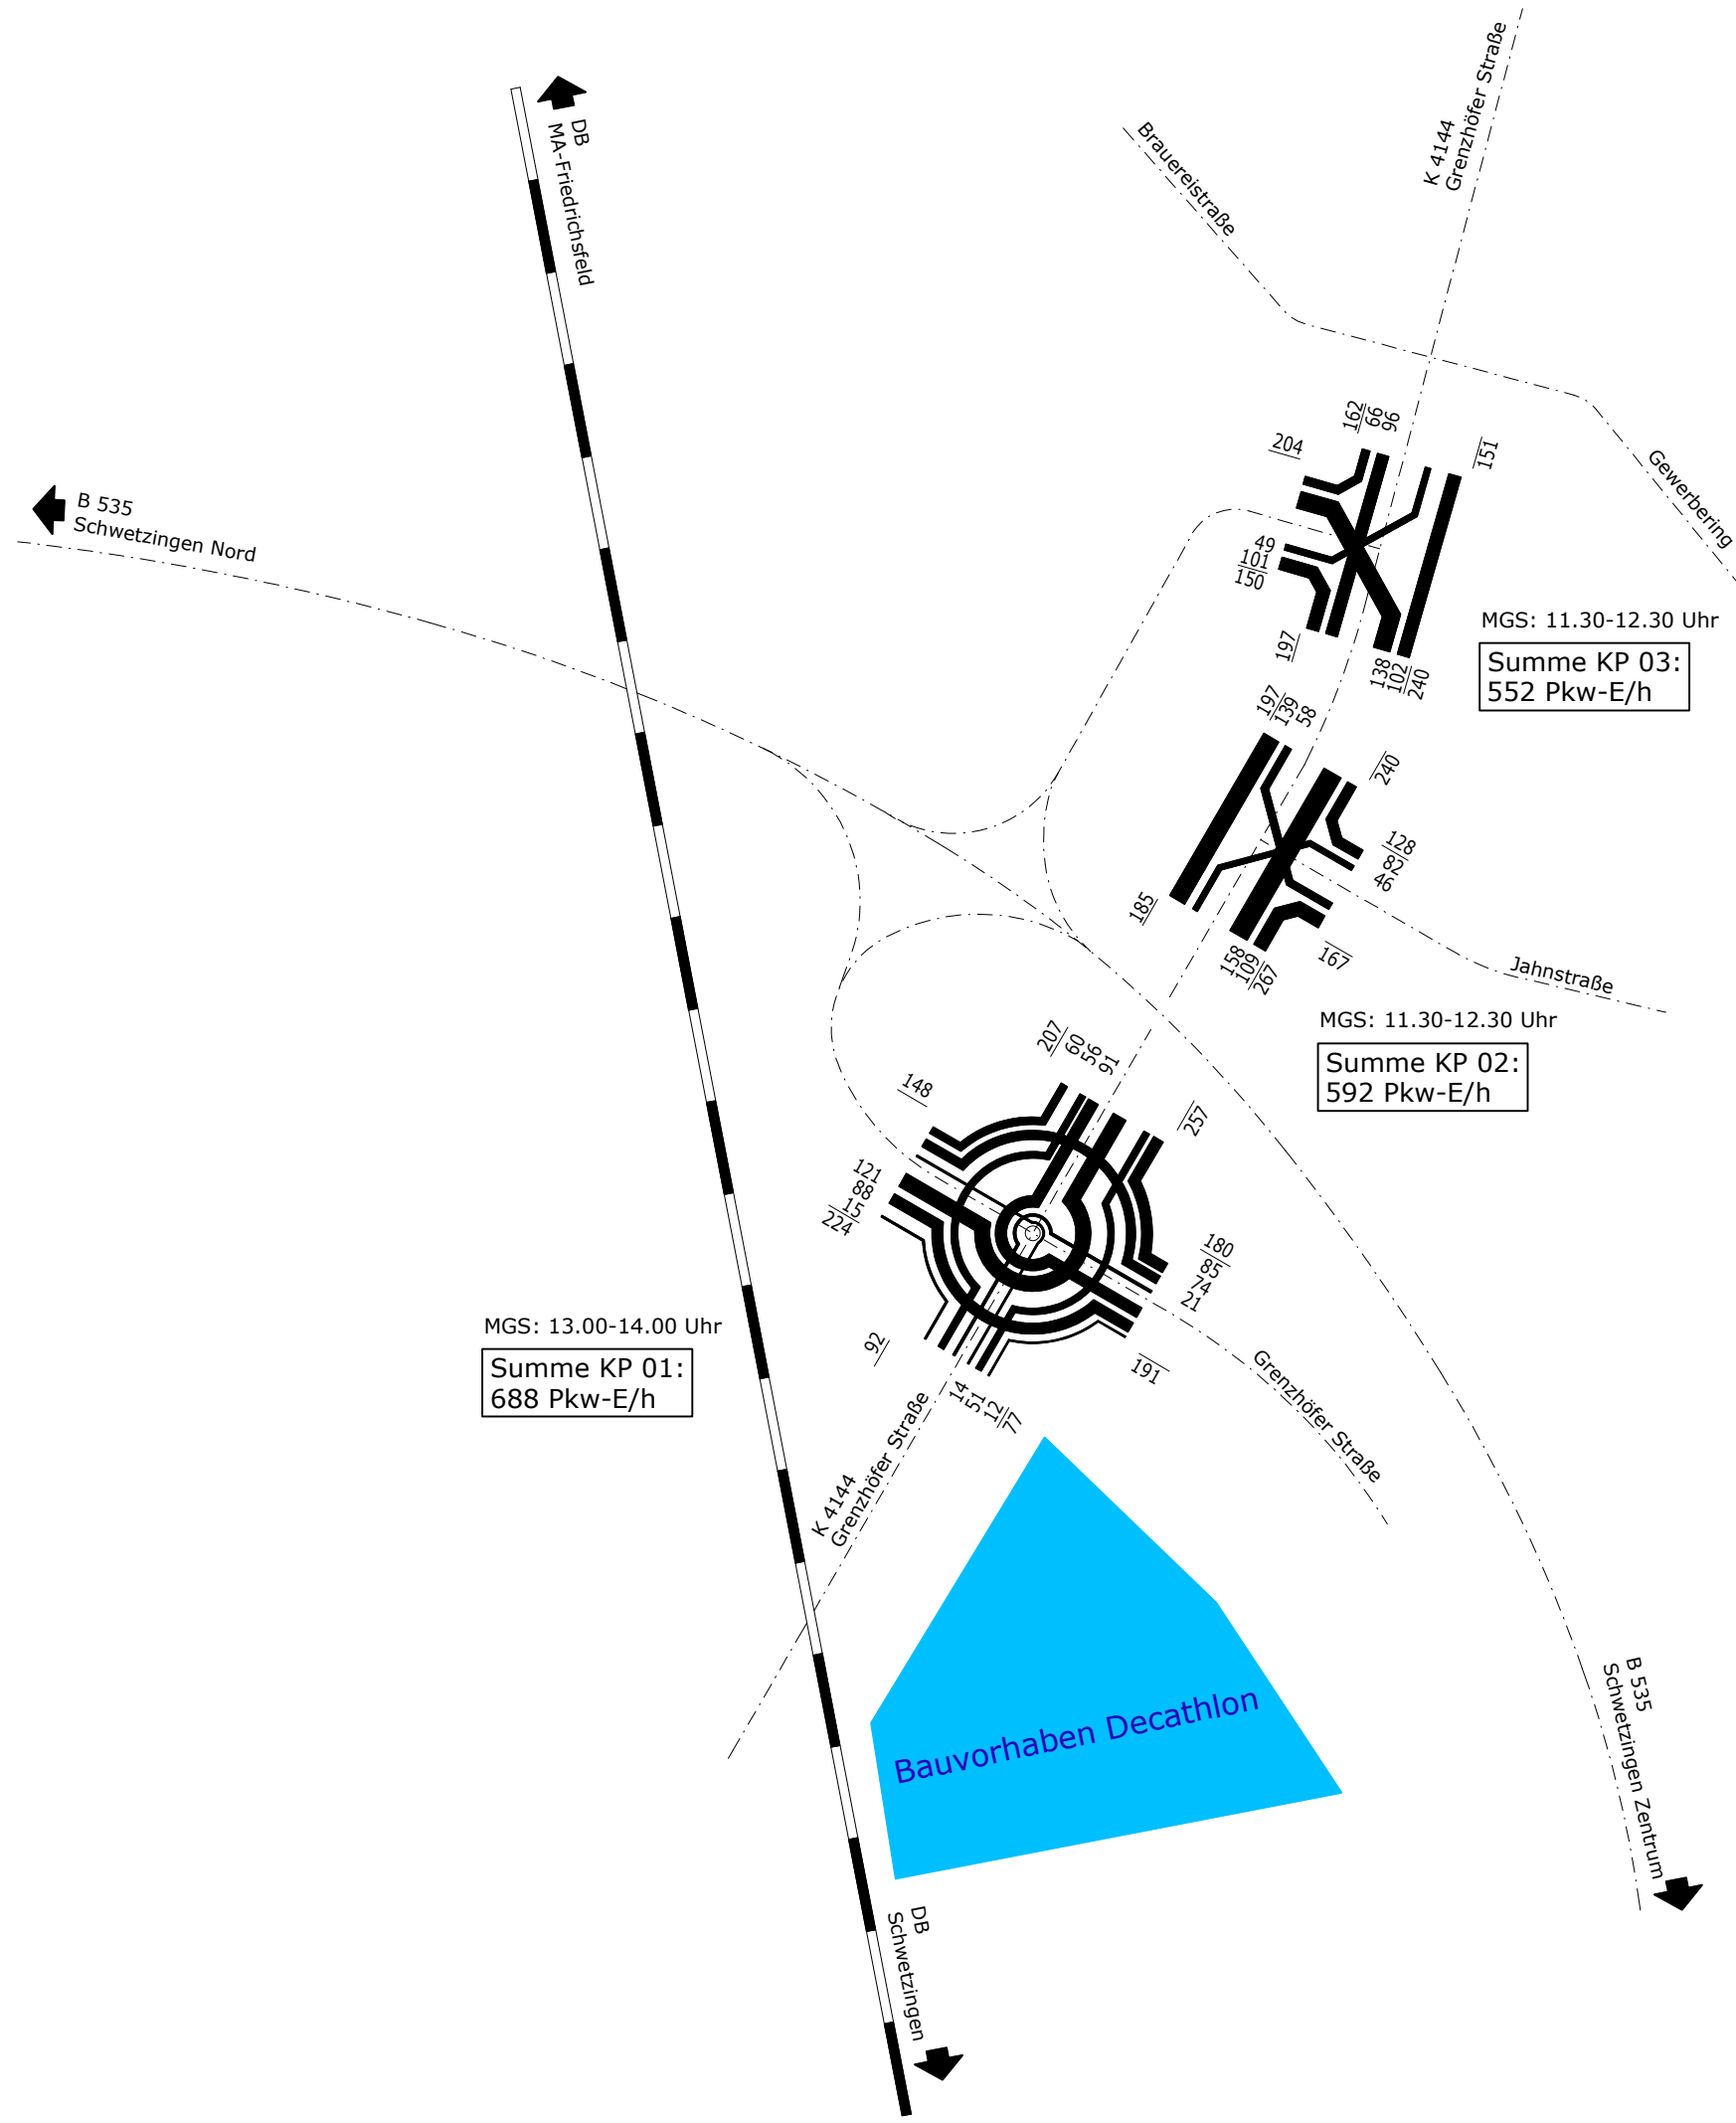 DB
MA-Friedrichsfeld
K 4144
Grenzhöfer Straße
Brauereistraße
Gewerbering
B 535
Schwetzingen Nord
204
162
66
96
151
49
101
150
197
138
102
240
MGS: 11.30-12.30 Uhr
Summe KP 03:
552 Pkw-E/h
197
139
58
240
128
82
46
185
158
109
267
167
Jahnstraße
MGS: 11.30-12.30 Uhr
Summe KP 02:
592 Pkw-E/h
207
60
56
91
148
257
121
88
15
224
180
85
74
21
92
14
51
12
77
191
MGS: 13.00-14.00 Uhr
Summe KP 01:
688 Pkw-E/h
Grenzhöfer Straße
K 4144
Grenzhöfer Straße
Bauvorhaben Decathlon
B 535
Schwetzingen Zentrum
DB
Schwetzingen